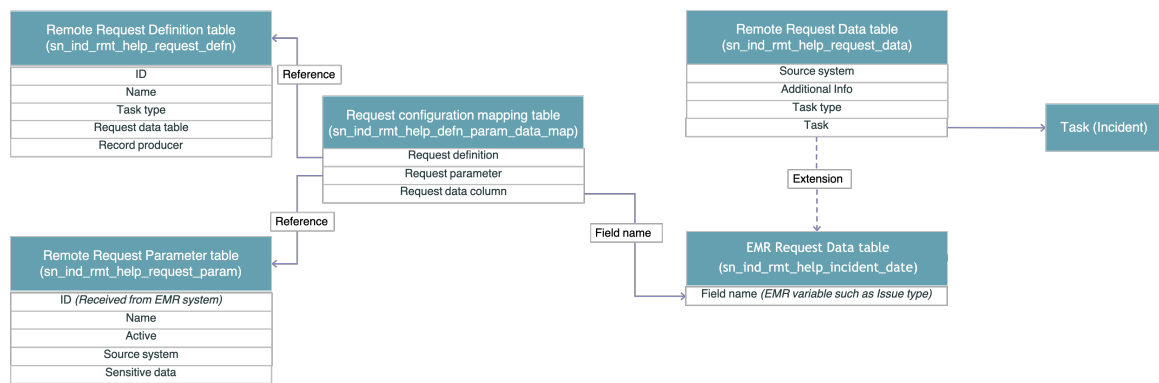 Remote Request Definition table
(sn_ind_rmt_help_request_defn)
ID
Name
Task type
Request data table
Record producer
Reference
Request configuration mapping table
(sn_ind_rmt_help_defn_param_data_map)
Request definition
Request parameter
Request data column
Reference
Remote Request Parameter table
(sn_ind_rmt_help_request_param)
ID (Received from EMR system)
Name
Active
Source system
Sensitive data
Remote Request Data table
(sn_ind_rmt_help_request_data)
Source system
Additional Info
Task type
Task
Task (Incident)
Extension
Field name
EMR Request Data table
(sn_ind_rmt_help_incident_date)
Field name (EMR variable such as Issue type)